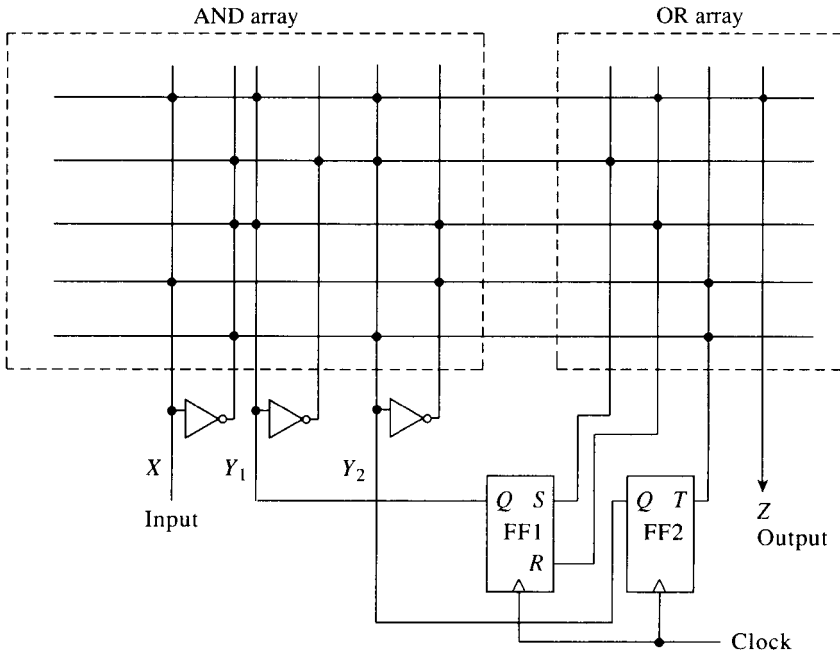 AND array
OR array
X
Y1
Y2
Input
Q S
FF1
R
Q T
FF2
Z
Output
Clock